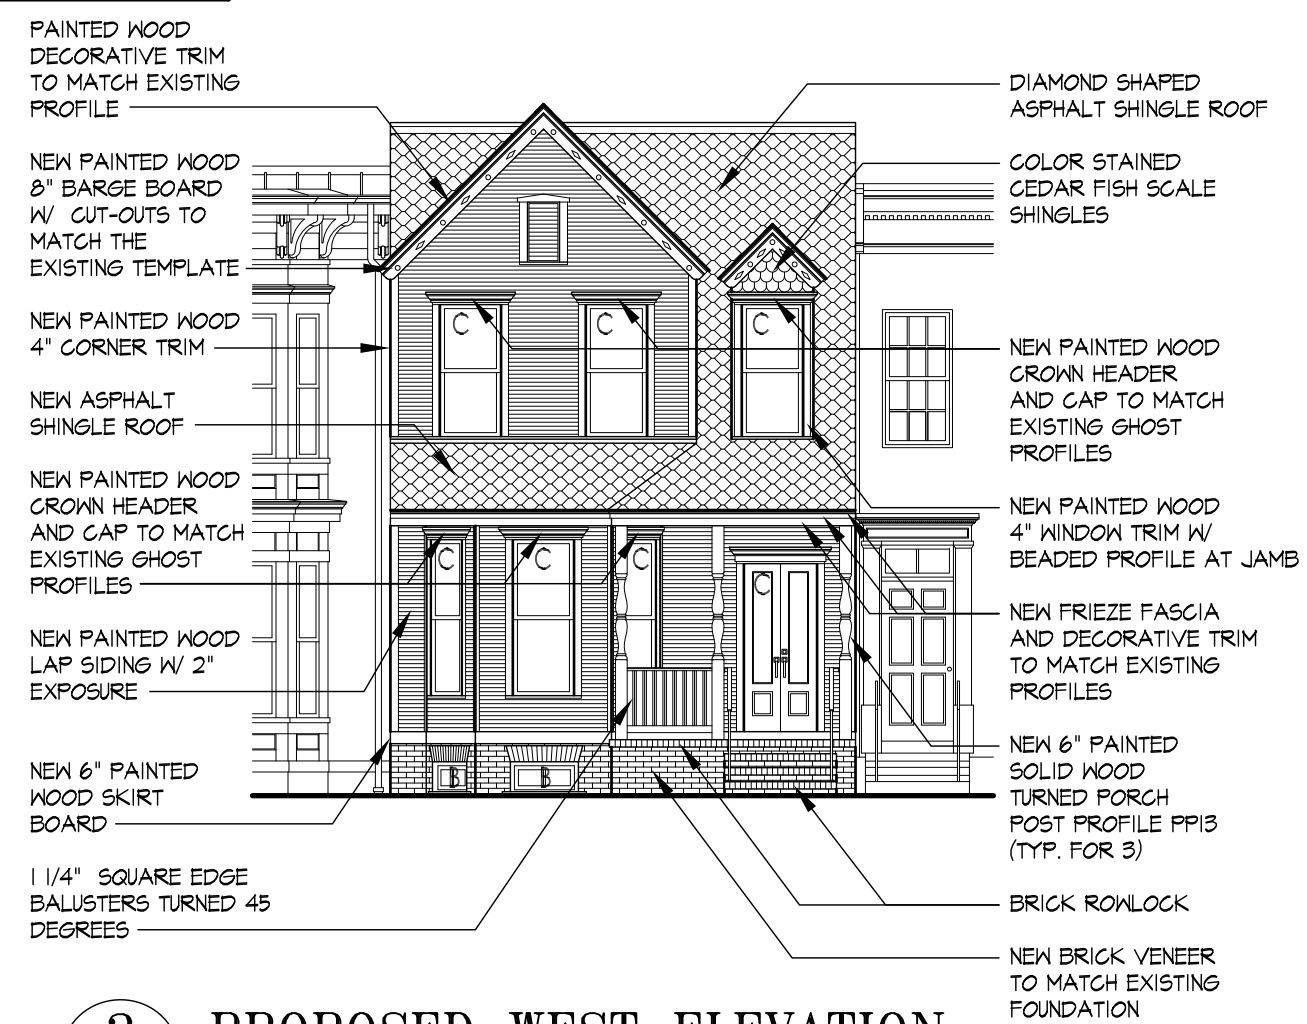 PAINTED WOOD
DECORATIVE TRIM
TO MATCH EXISTING
PROFILE
NEW PAINTED WOOD
8" BARGE BOARD
W/ CUT-OUTS TO
MATCH THE
EXISTING TEMPLATE
NEW PAINTED WOOD
4" CORNER TRIM
NEW ASPHALT
SHINGLE ROOF
NEW PAINTED WOOD
CROWN HEADER
AND CAP TO MATCH
EXISTING GHOST
PROFILES
NEW PAINTED WOOD
LAP SIDING W/ 2"
EXPOSURE
NEW 6" PAINTED
WOOD SKIRT
BOARD
1 1/4" SQUARE EDGE
BALUSTERS TURNED 45
DEGREES
C
C
C
C
C
C
C
B
B
DIAMOND SHAPED
ASPHALT SHINGLE ROOF
COLOR STAINED
CEDAR FISH SCALE
SHINGLES
NEW PAINTED WOOD
CROWN HEADER
AND CAP TO MATCH
EXISTING GHOST
PROFILES
NEW PAINTED WOOD
4" WINDOW TRIM W/
BEADED PROFILE AT JAMB
NEW FRIEZE FASCIA
AND DECORATIVE TRIM
TO MATCH EXISTING
PROFILES
NEW 6" PAINTED
SOLID WOOD
TURNED PORCH
POST PROFILE PP13
(TYP. FOR 3)
BRICK ROWLOCK
NEW BRICK VENEER
TO MATCH EXISTING
FOUNDATION
PROPOSED WEST ELEVATION